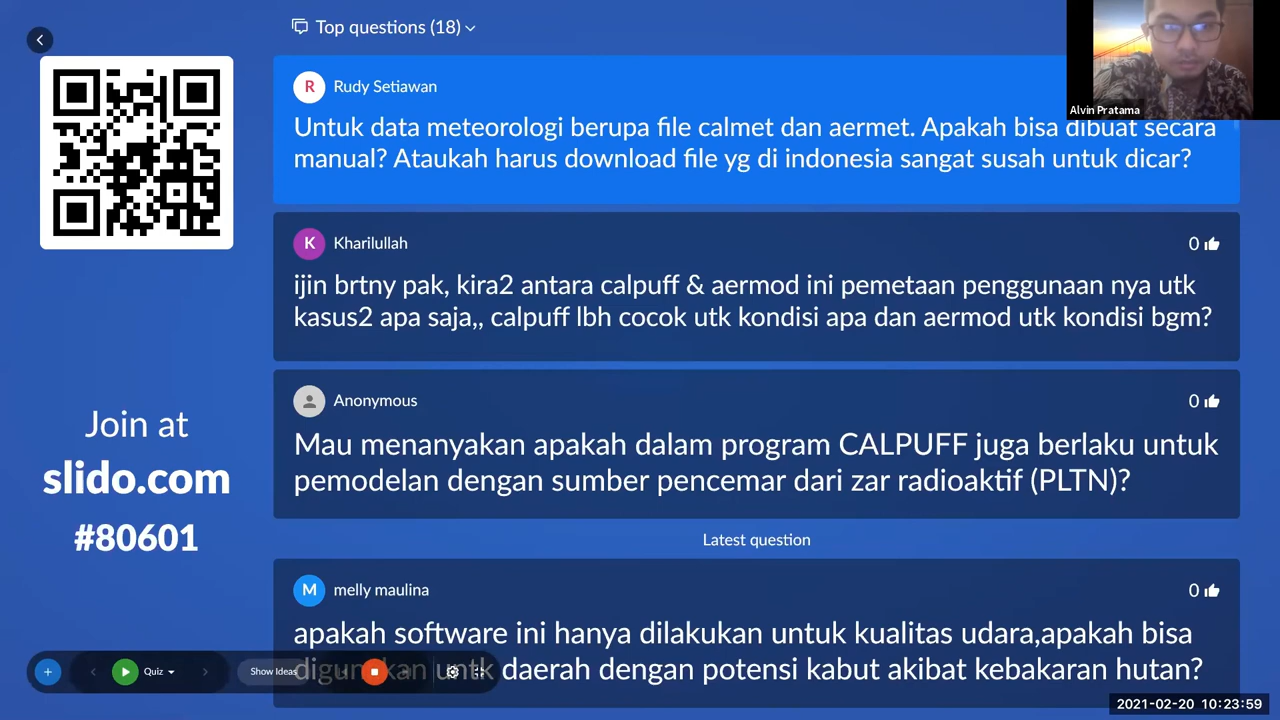 Top questions (18)
Alvin Pratama
R
Rudy Setiawan
Untuk data meteorologi berupa file calmet dan aermet. Apakah bisa dibuat secara
manual? Ataukah harus download file yg di indonesia sangat susah untuk dicar?
K
Kharilullah
0
ijin brtny pak, kira2 antara calpuff & aermod ini pemetaan penggunaan nya utk
kasus2 apa saja,, calpuff lbh cocok utk kondisi apa dan aermod utk kondisi bgm?
Anonymous
0
Mau menanyakan apakah dalam program CALPUFF juga berlaku untuk
pemodelan dengan sumber pencemar dari zar radioaktif (PLTN)?
Join at
slido.com
#80601
Latest question
M
melly maulina
0
apakah software ini hanya dilakukan untuk kualitas udara,apakah bisa
digunakan untk daerah dengan potensi kabut akibat kebakaran hutan?
Quiz
Show Ideas
2021-02-20 10:23:59